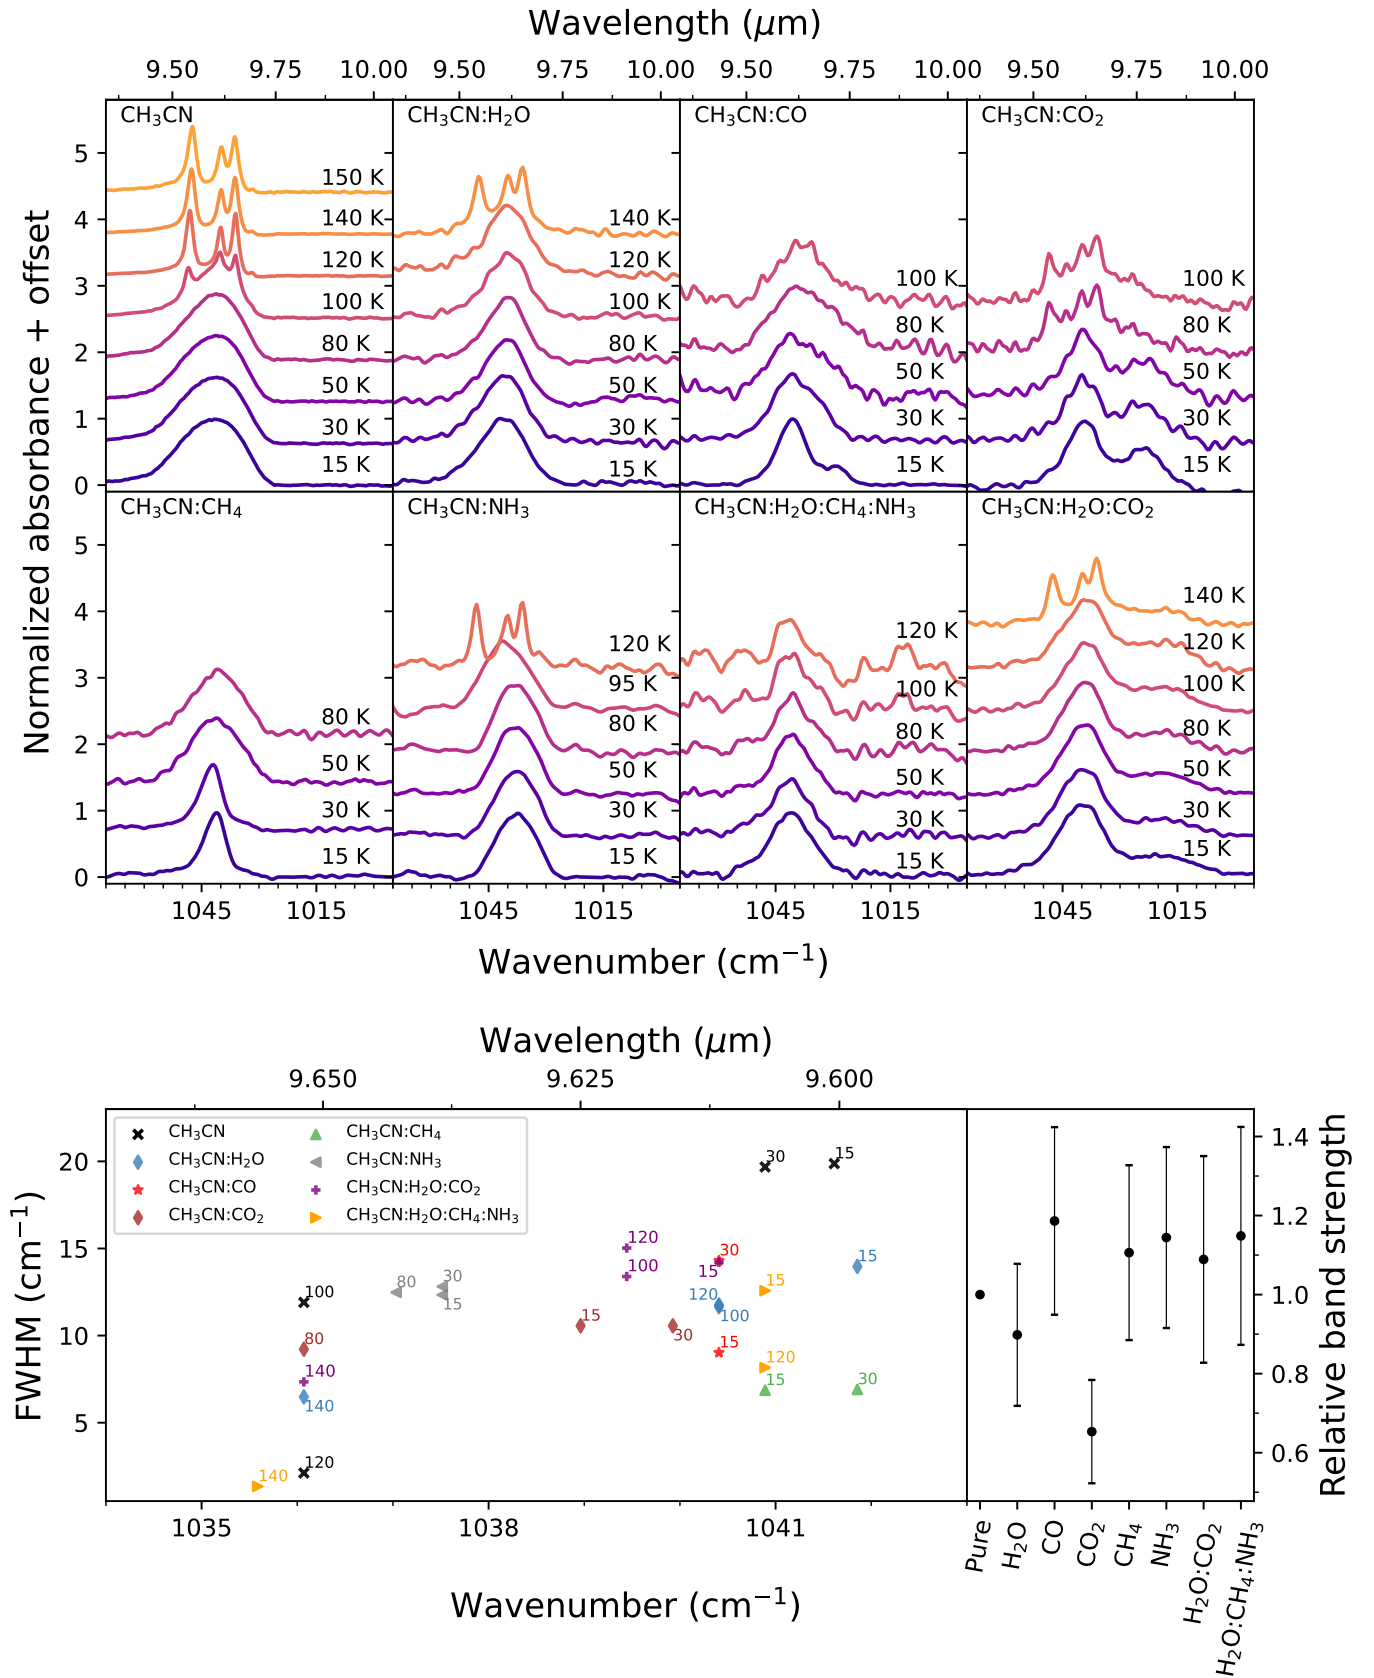 Wavelength (μm)
9.50 9.75 10.00 9.50 9.75 10.00 9.50 9.75 10.00 9.50 9.75 10.00
Normalized absorbance + offset
CH₃CN
5
4
3
2
1
0
150 K
140 K
120 K
100 K
80 K
50 K
30 K
15 K
CH₃CN:H₂O
140 K
120 K
100 K
80 K
50 K
30 K
15 K
CH₃CN:CO
100 K
80 K
50 K
30 K
15 K
CH₃CN:CO₂
100 K
80 K
50 K
30 K
15 K
CH₃CN:CH₄
5
4
3
2
1
0
80 K
50 K
30 K
15 K
CH₃CN:NH₃
120 K
95 K
80 K
50 K
30 K
15 K
CH₃CN:H₂O:CH₄:NH₃
120 K
100 K
80 K
50 K
30 K
15 K
CH₃CN:H₂O:CO₂
140 K
120 K
100 K
80 K
50 K
30 K
15 K
1045 1015 1045 1015 1045 1015 1045 1015
Wavenumber (cm⁻¹)
Wavelength (μm)
9.650 9.625 9.600
FWHM (cm⁻¹)
20
15
10
5
CH₃CN
CH₃CN:H₂O
CH₃CN:CO
CH₃CN:CO₂
CH₃CN:CH₄
CH₃CN:NH₃
CH₃CN:H₂O:CO₂
CH₃CN:H₂O:CH₄:NH₃
30 15
120 30 15
100 15 15
80 30
100 15
120 100
15 30
80 15 120
140 15 30
140
120
140
1035 1038 1041
Wavenumber (cm⁻¹)
1.4
1.2
1.0
0.8
0.6
Relative band strength
Pure
H₂O
CO
CO₂
CH₄
NH₃
H₂O:CO₂
H₂O:CH₄:NH₃